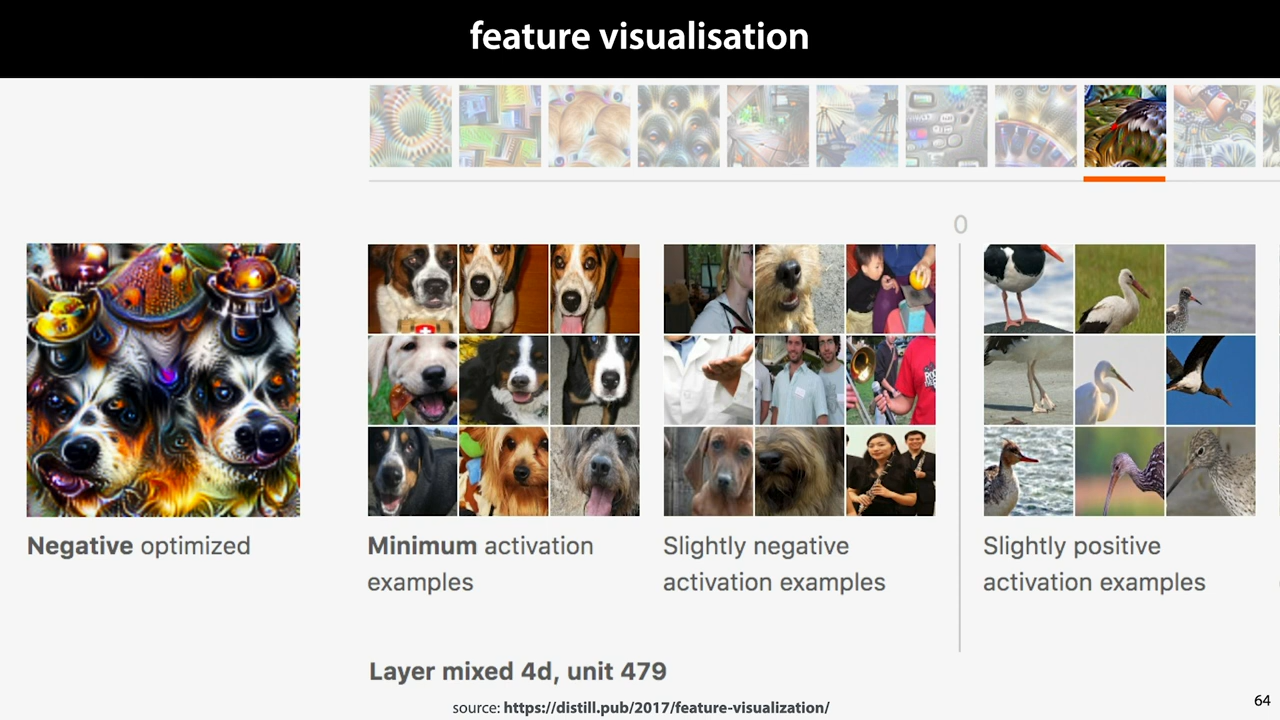 feature visualisation
0
Negative optimized
Minimum activation
examples
Slightly negative
activation examples
Slightly positive
activation examples
Layer mixed 4d, unit 479
source: https://distill.pub/2017/feature-visualization/
64